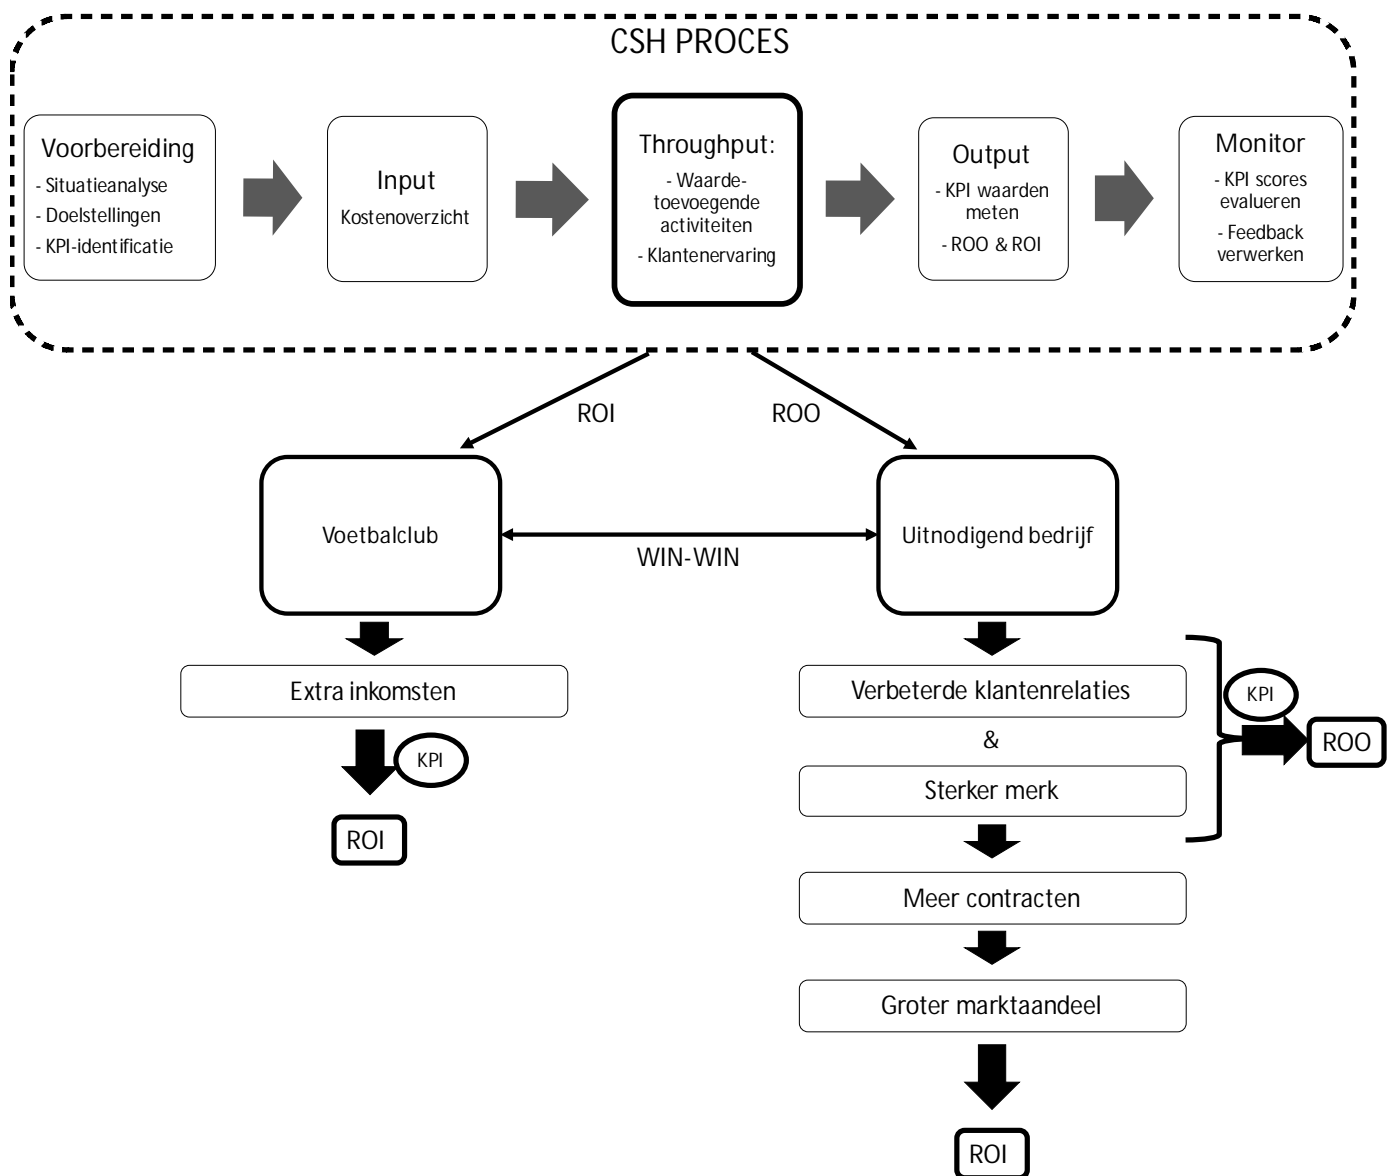 CSH PROCES
Voorbereiding
- Situatieanalyse
- Doelstellingen
- KPI-identificatie
Input
Kostenoverzicht
Throughput:
- Waarde-
toevoegende
activiteiten
- Klantenervaring
Output
- KPI waarden
meten
- ROO & ROI
Monitor
- KPI scores
evalueren
- Feedback
verwerken
ROI
ROO
Voetbalclub
WIN-WIN
Uitnodigend bedrijf
Extra inkomsten
KPI
ROI
Verbeterde klantenrelaties
&
Sterker merk
KPI
ROO
Meer contracten
Groter marktaandeel
ROI